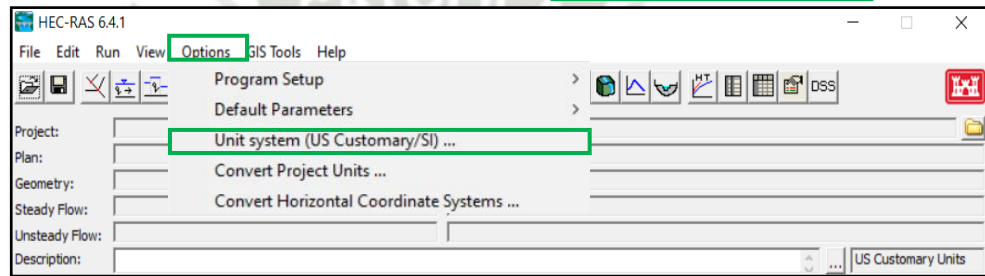 HEC-RAS 6.4.1
File Edit Run View Options GIS Tools Help
Program Setup
Default Parameters
Unit system (US Customary/SI) ...
Convert Project Units ...
Convert Horizontal Coordinate Systems ...
HT
DSS
Project:
Plan:
Geometry:
Steady Flow:
Unsteady Flow:
Description:
...
US Customary Units